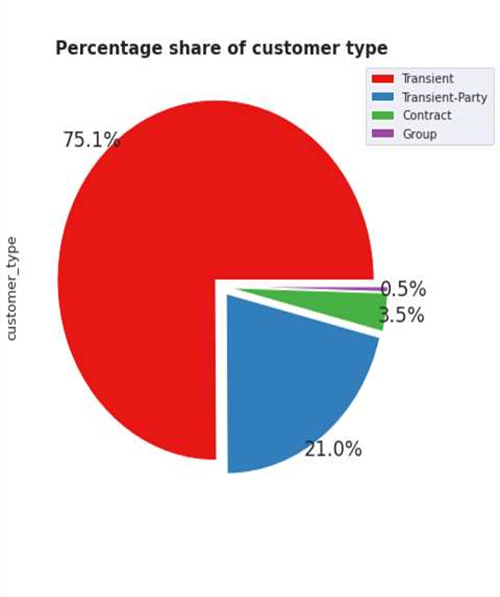 Percentage share of customer type
Transient
Transient-Party
Contract
Group
75.1%
customer_type
0.5%
3.5%
21.0%